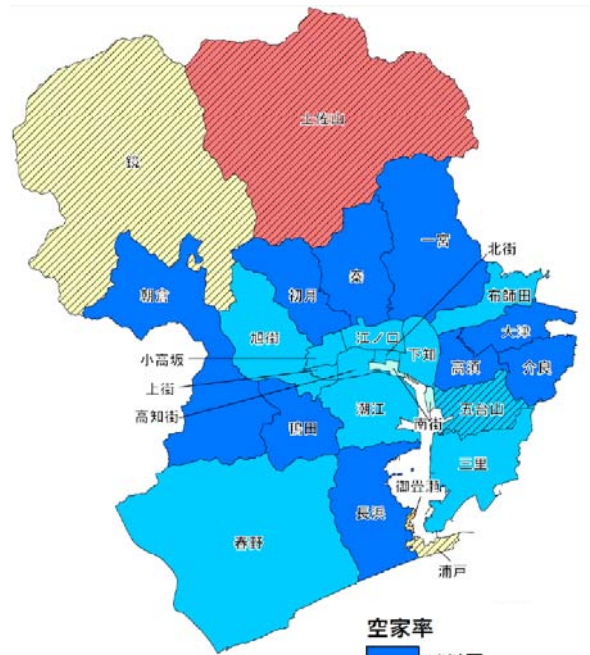 土佐山
鏡
一宮
北街
秦
布師田
朝倉
初月
大津
旭街
江ノ口
下知
小高坂
高須
介良
上街
高知街
潮江
南街
五台山
鴨田
三里
御畳瀬
長浜
春野
浦戸
空家率